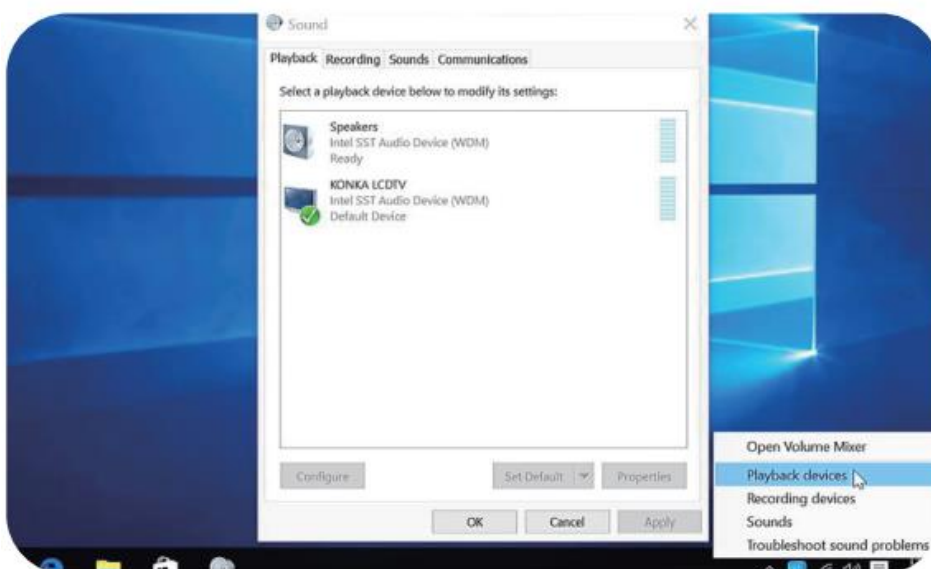 Sound
Playback Recording Sounds Communications
Select a playback device below to modify its settings:
Speakers
Intel SST Audio Device (WDM)
Ready
KONKA LCDTV
Intel SST Audio Device (WDM)
Default Device
Configure Set Default Properties
OK Cancel Apply
Open Volume Mixer
Playback devices
Recording devices
Sounds
Troubleshoot sound problems